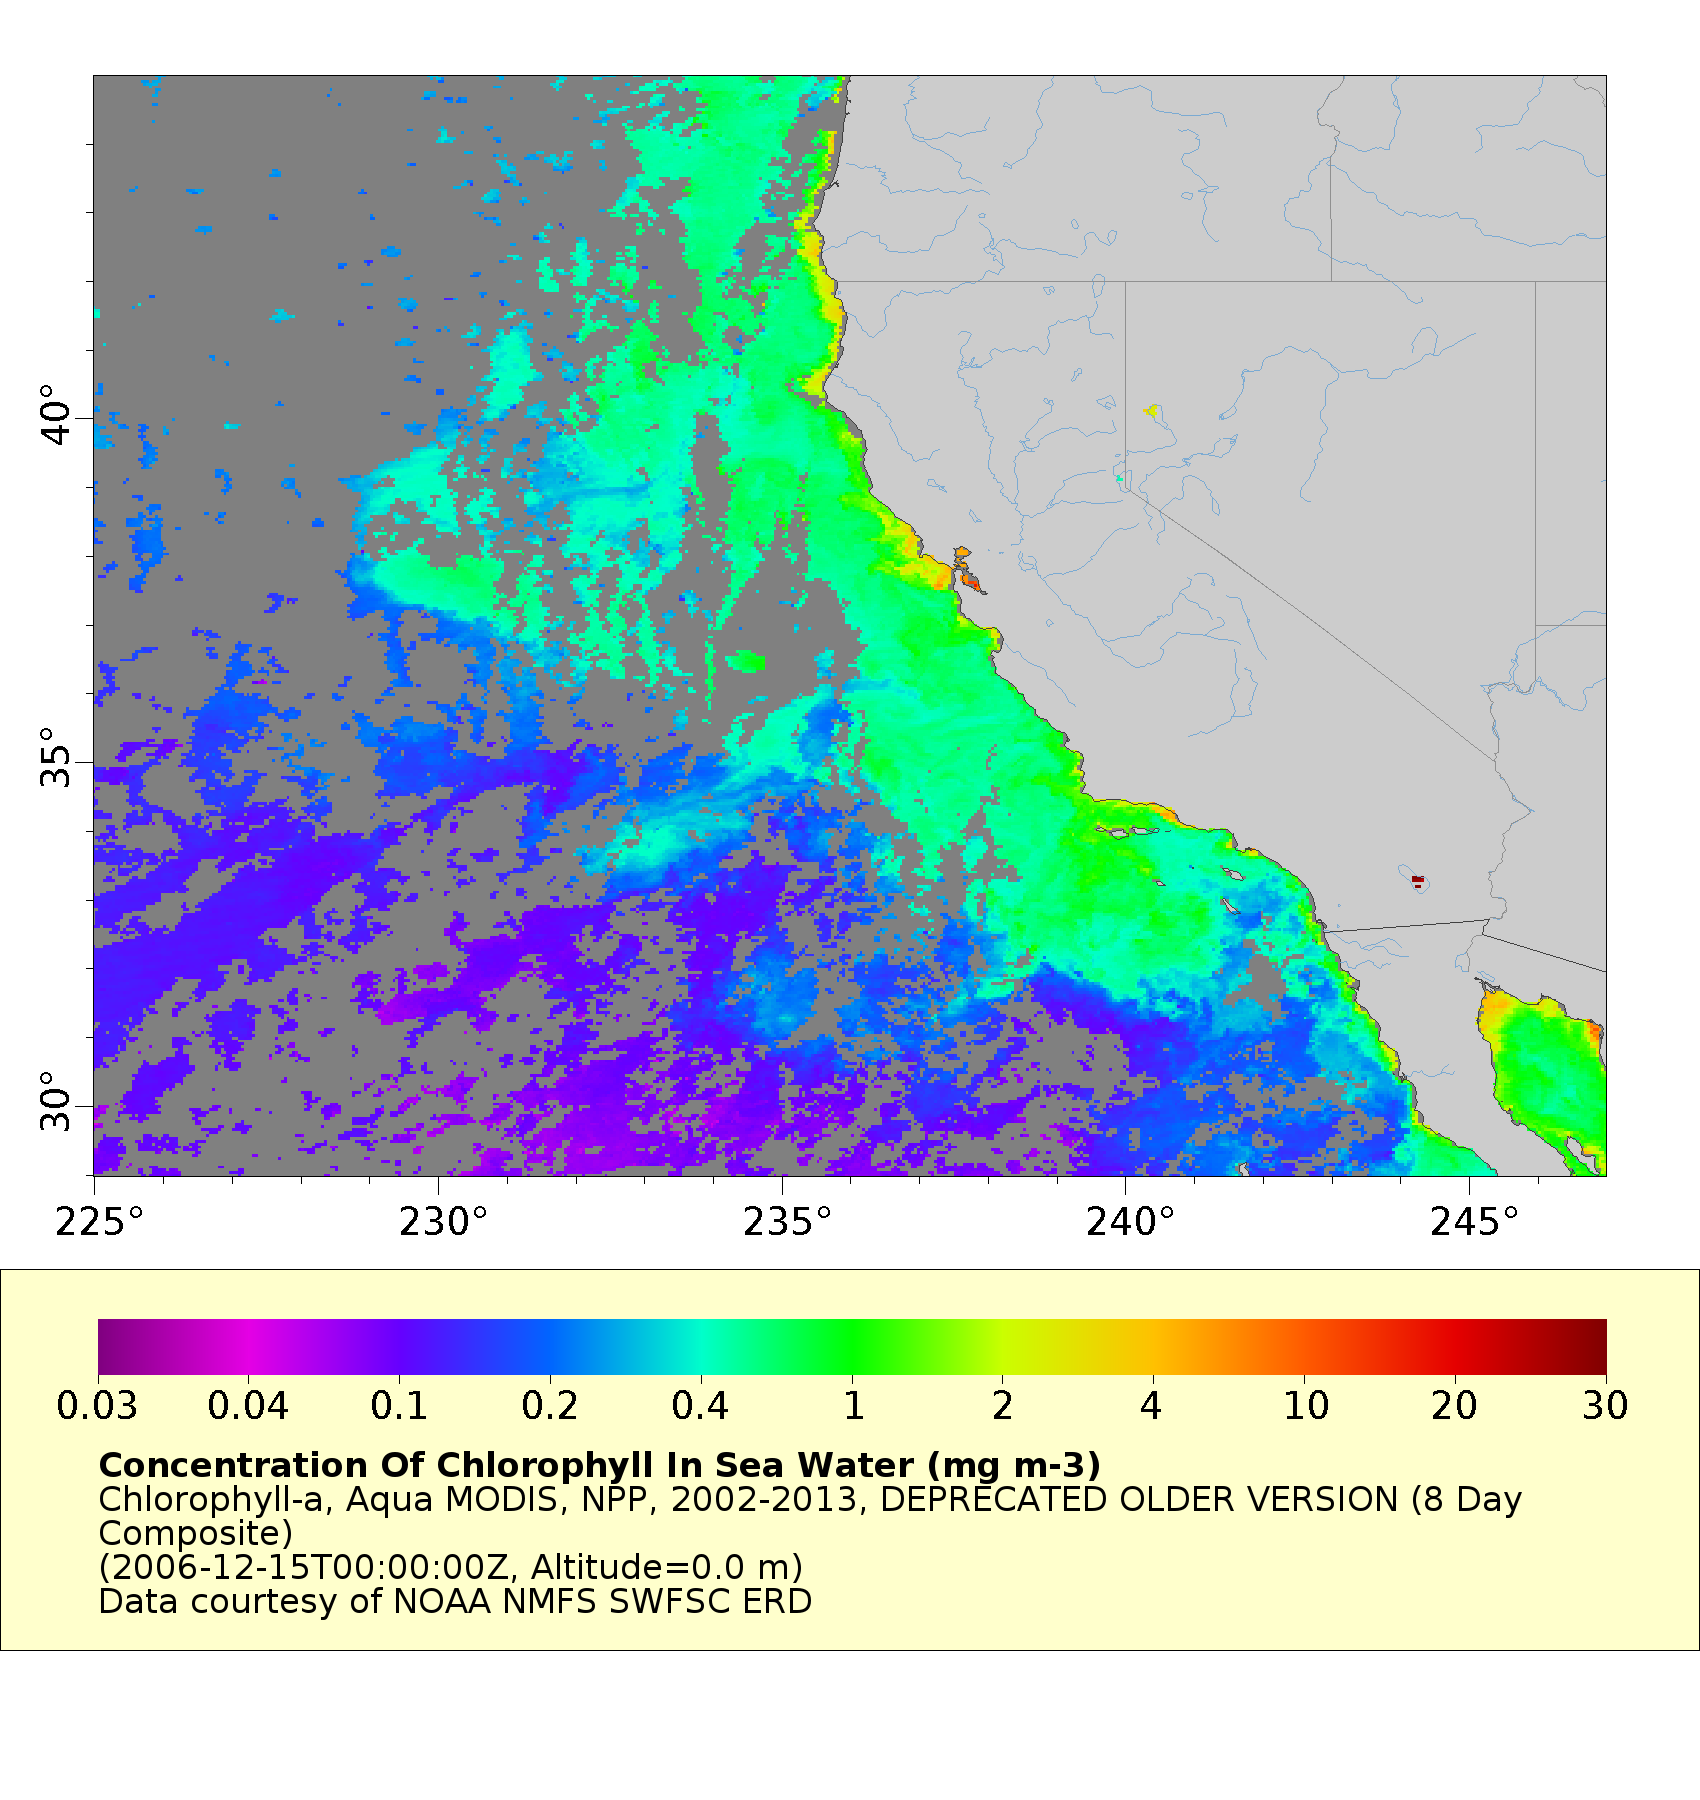 40°
35°
30°
225° 230° 235° 240° 245°
0.03 0.04 0.1 0.2 0.4 1 2 4 10 20 30
Concentration Of Chlorophyll In Sea Water (mg m-3)
Chlorophyll-a, Aqua MODIS, NPP, 2002-2013, DEPRECATED OLDER VERSION (8 Day
Composite)
(2006-12-15T00:00:00Z, Altitude=0.0 m)
Data courtesy of NOAA NMFS SWFSC ERD